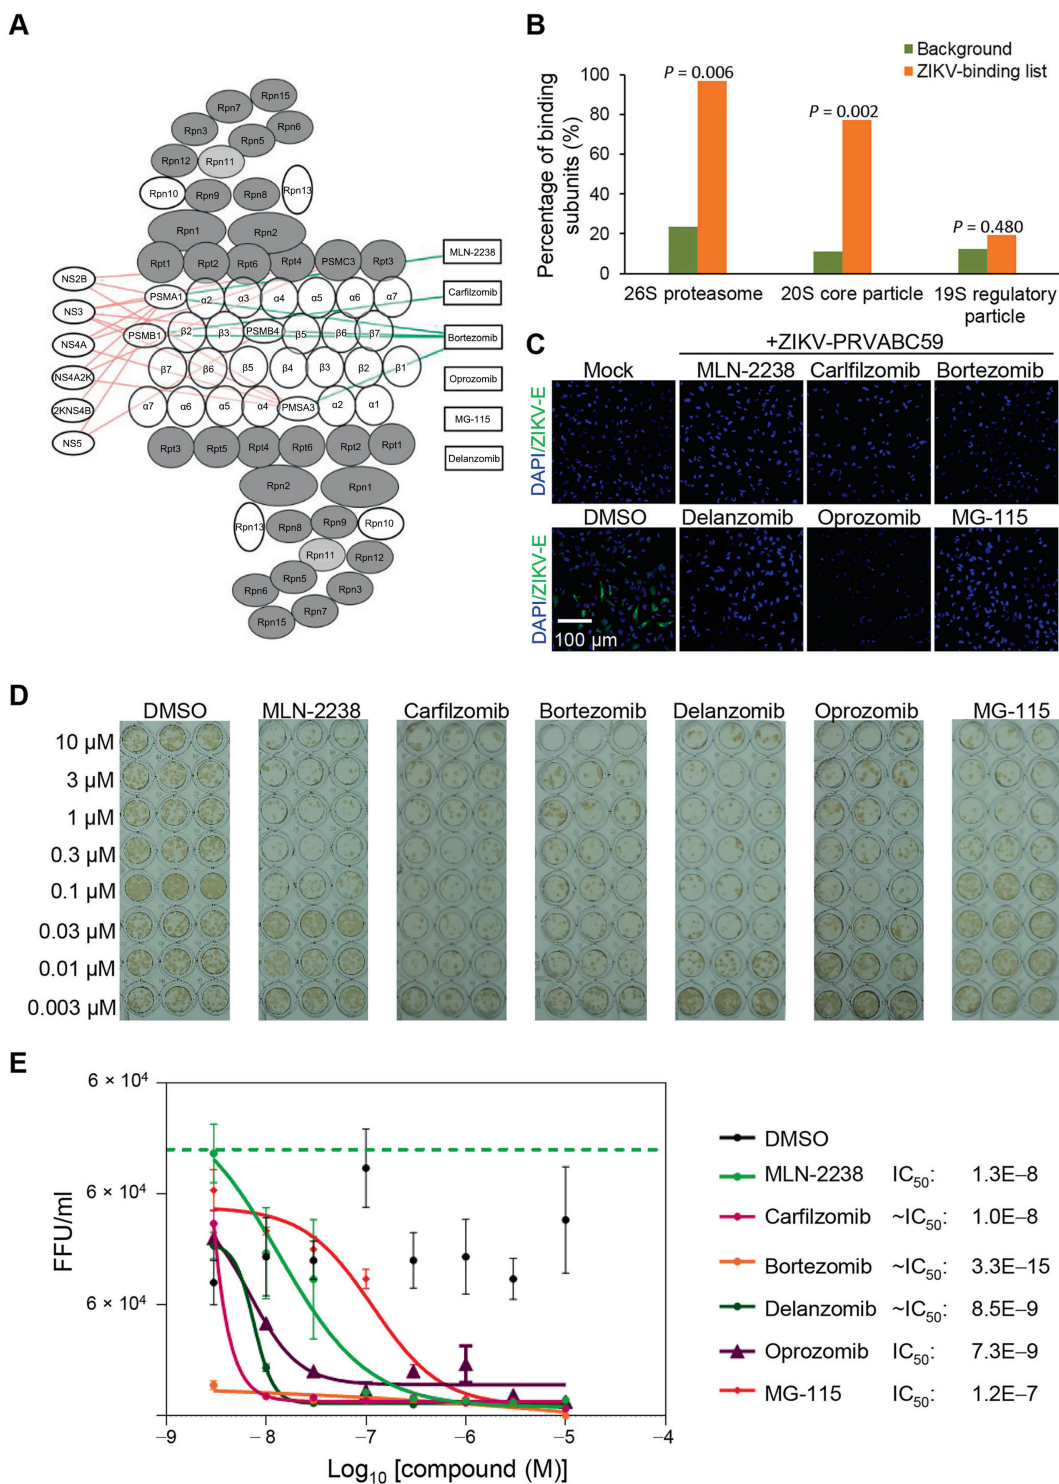 A
Rpn15
Rpn7
Rpn3
Rpn6
Rpn5
Rpn12
Rpn11
Rpn10
Rpn9
Rpn8
Rpn13
Rpn1
Rpn2
Rpt1
Rpt2
Rpt6
Rpt4
PSMC3
Rpt3
NS2B
NS3
NS4A
NS4A2K
2KNS4B
NS5
PSMA1
α2
α3
α4
α5
α6
α7
PSMB1
β2
β3
PSMB4
β5
β6
β7
β7
β6
β5
β4
β3
β2
β1
α7
α6
α5
α4
PMSA3
α2
α1
Rpt3
Rpt5
Rpt4
Rpt6
Rpt2
Rpt1
Rpn2
Rpn1
Rpn13
Rpn8
Rpn9
Rpn10
Rpn11
Rpn12
Rpn5
Rpn6
Rpn3
Rpn7
Rpn15
MLN-2238
Carfilzomib
Bortezomib
Oprozomib
MG-115
Delanzomib
B
Background
ZIKV-binding list
Percentage of binding
subunits (%)
100
80
60
40
20
0
P = 0.006
P = 0.002
P = 0.480
26S proteasome
20S core particle
19S regulatory
particle
C
+ZIKV-PRVABC59
Mock
MLN-2238
Carlfilzomib
Bortezomib
DAPI/ZIKV-E
DMSO
Delanzomib
Oprozomib
MG-115
DAPI/ZIKV-E
100 µm
D
DMSO
MLN-2238
Carfilzomib
Bortezomib
Delanzomib
Oprozomib
MG-115
10 µM
3 µM
1 µM
0.3 µM
0.1 µM
0.03 µM
0.01 µM
0.003 µM
E
FFU/ml
6 × 10⁴
6 × 10⁴
6 × 10⁴
–9
–8
–7
–6
–5
–4
Log₁₀ [compound (M)]
DMSO
MLN-2238 IC₅₀: 1.3E–8
Carfilzomib ~IC₅₀: 1.0E–8
Bortezomib ~IC₅₀: 3.3E–15
Delanzomib ~IC₅₀: 8.5E–9
Oprozomib IC₅₀: 7.3E–9
MG-115 IC₅₀: 1.2E–7